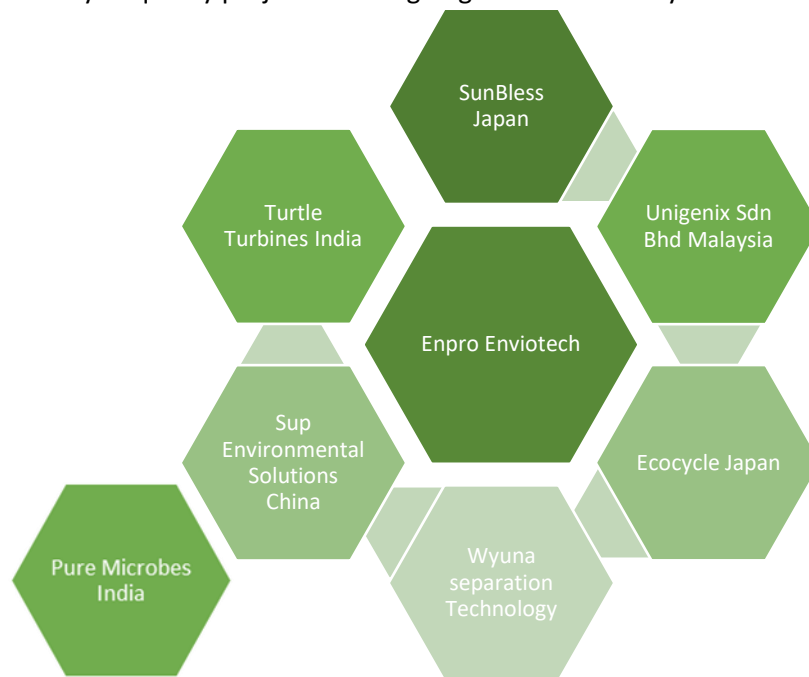 SunBless
Japan
Turtle
Turbines India
Unigenix Sdn
Bhd Malaysia
Enpro Enviotech
Sup
Environmental
Solutions
China
Ecocycle Japan
Wyuna
separation
Technology
Pure Microbes
India